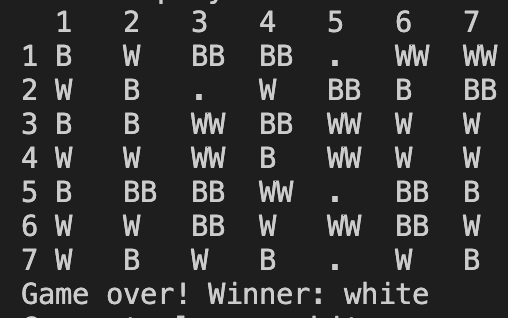 1 2 3 4 5 6 7
1 B W BB BB . WW WW
2 W B . W BB B BB
3 B B WW BB WW W W
4 W W WW B WW W W
5 B BB BB WW . BB B
6 W W BB W WW BB W
7 W B W B . W B
Game over! Winner: white